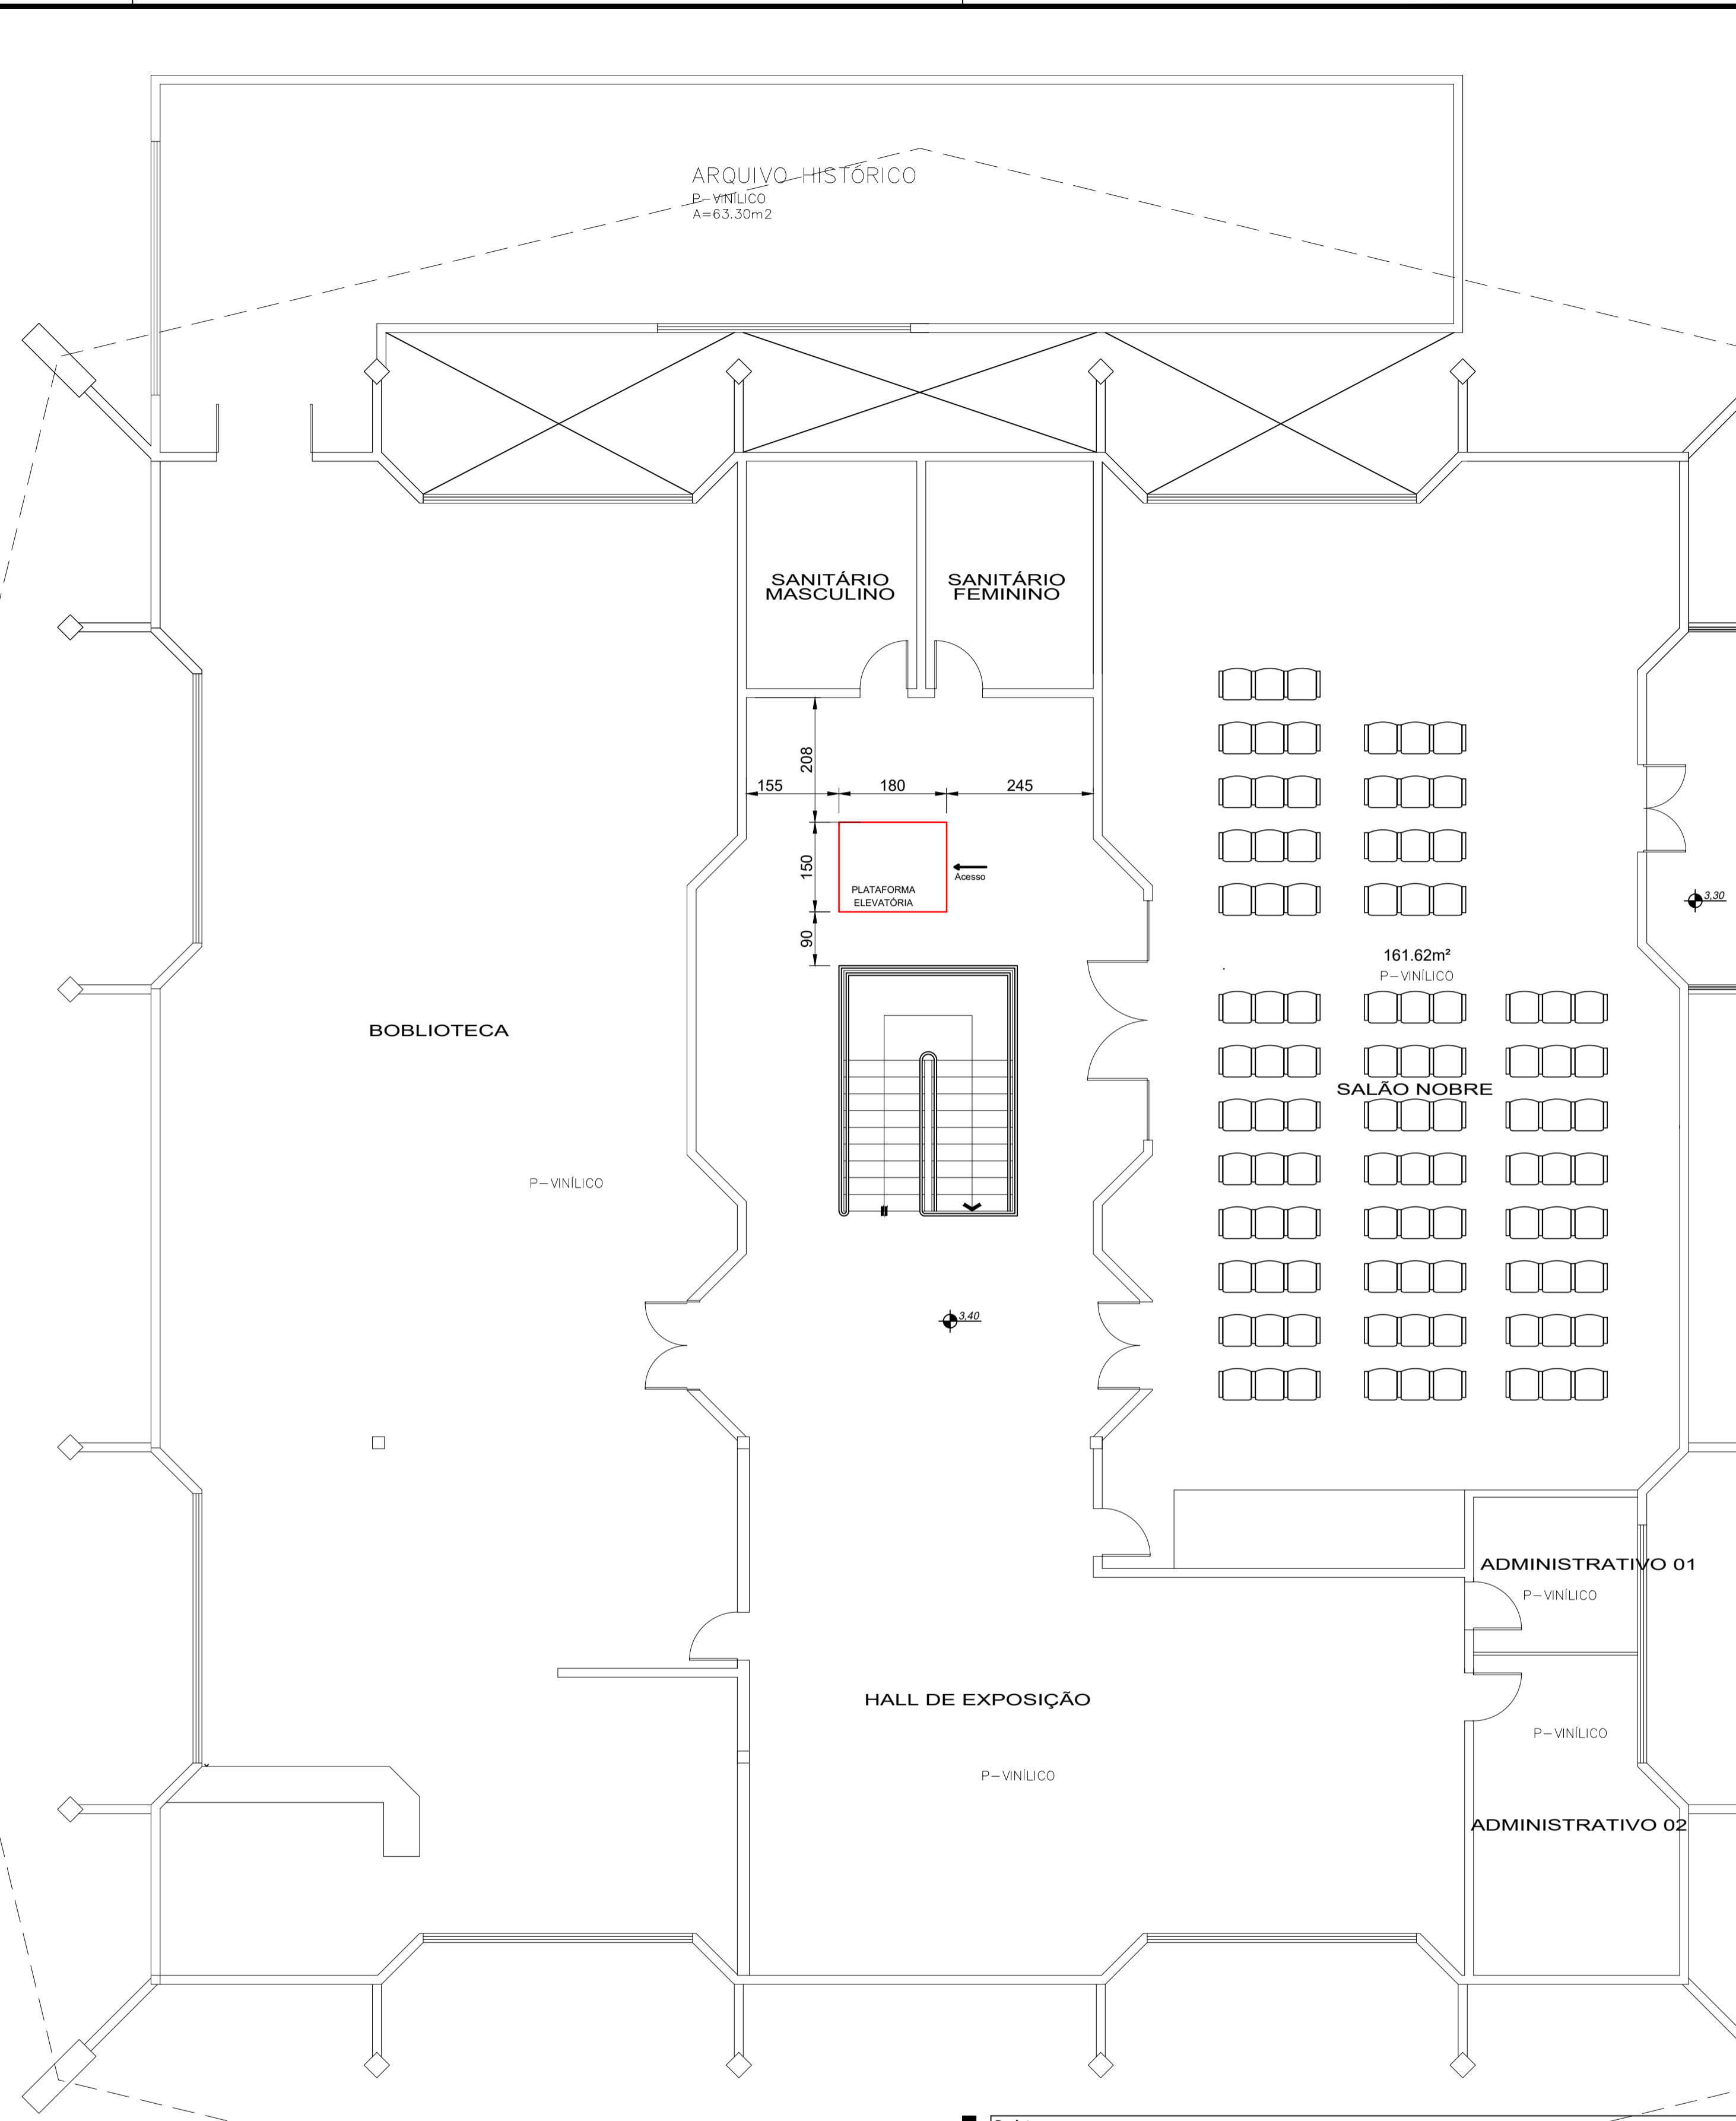 ARQUIVO HISTÓRICO
P-VINÍLICO
A=63.30m2
SANITÁRIO
MASCULINO
SANITÁRIO
FEMININO
208
155
180
245
150
Acesso
PLATAFORMA
ELEVATÓRIA
90
3,30
161.62m²
P-VINÍLICO
BOBLIOTECA
SALÃO NOBRE
P-VINÍLICO
3,40
ADMINISTRATIVO 01
P-VINÍLICO
HALL DE EXPOSIÇÃO
P-VINÍLICO
P-VINÍLICO
ADMINISTRATIVO 02